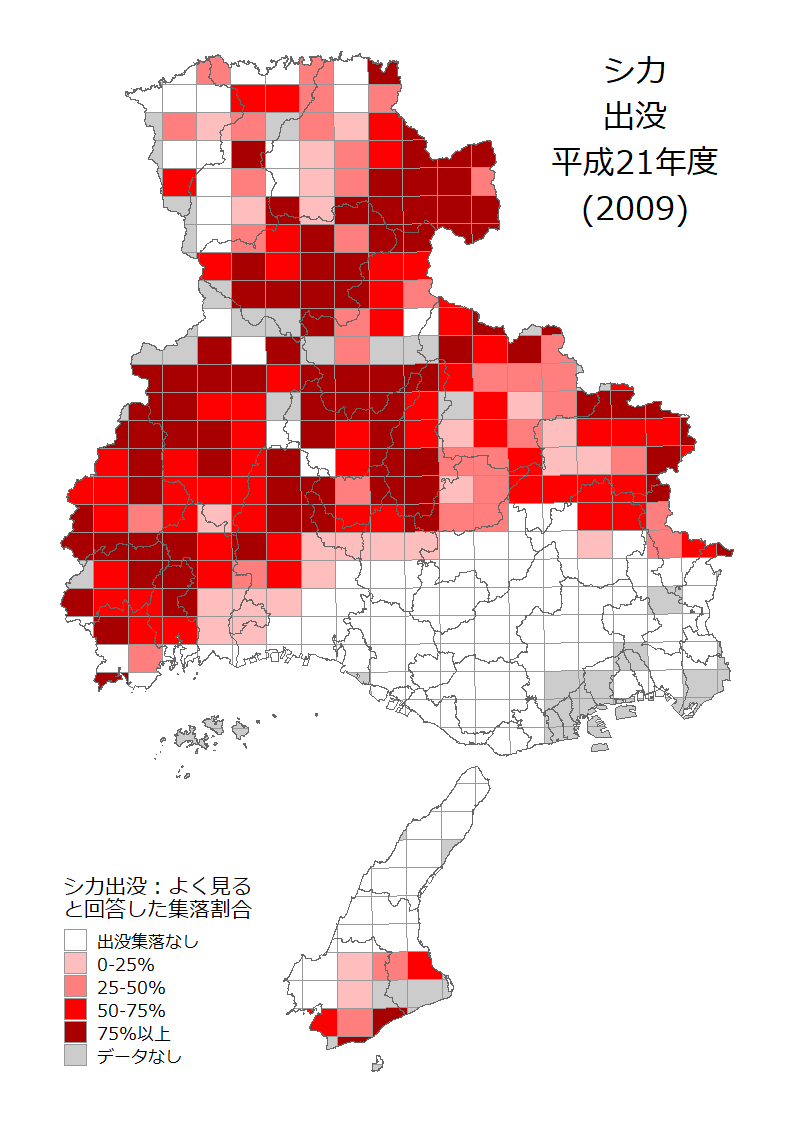 シカ
出没
平成21年度
(2009)
シカ出没：よく見る
と回答した集落割合
出没集落なし
0-25%
25-50%
50-75%
75%以上
データなし